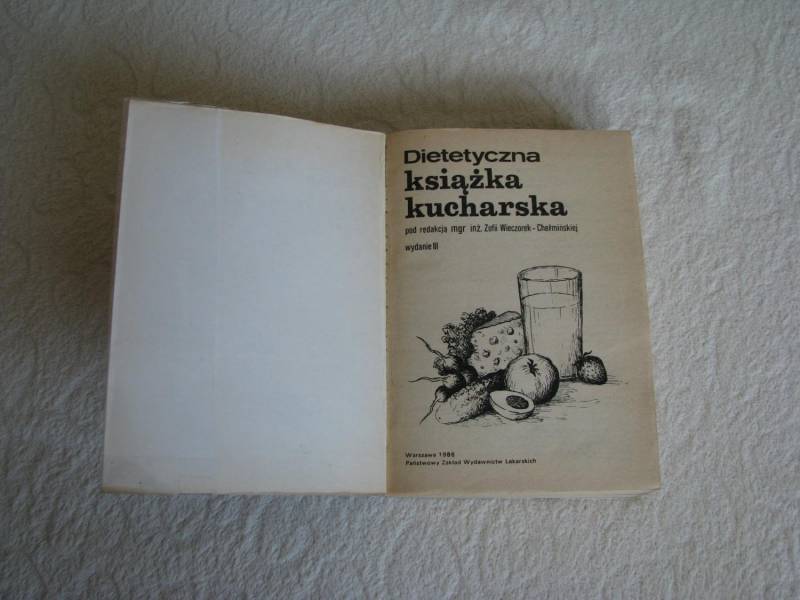 Dietetyczna
książka
kucharska
pod redakcją mgr inż. Zofii Wieczorek-Chełmińskiej
wydanie III
Warszawa 1986
Państwowy Zakład Wydawnictw Lekarskich